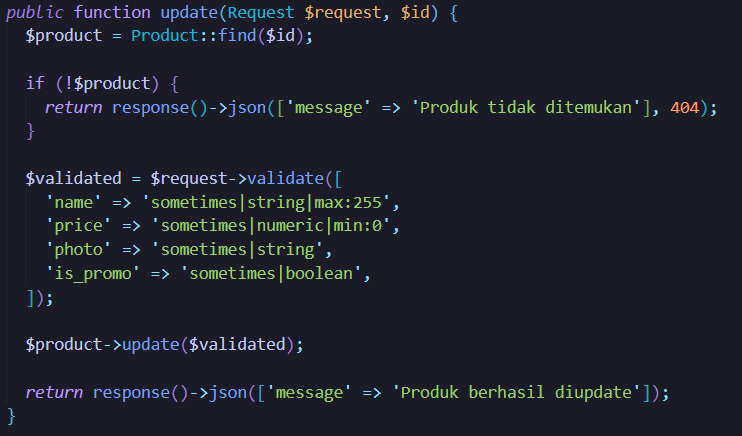 public function update(Request $request, $id) {
  $product = Product::find($id);

  if (!$product) {
    return response()->json(['message' => 'Produk tidak ditemukan'], 404);
  }

  $validated = $request->validate([
    'name' => 'sometimes|string|max:255',
    'price' => 'sometimes|numeric|min:0',
    'photo' => 'sometimes|string',
    'is_promo' => 'sometimes|boolean',
  ]);

  $product->update($validated);

  return response()->json(['message' => 'Produk berhasil diupdate']);
}